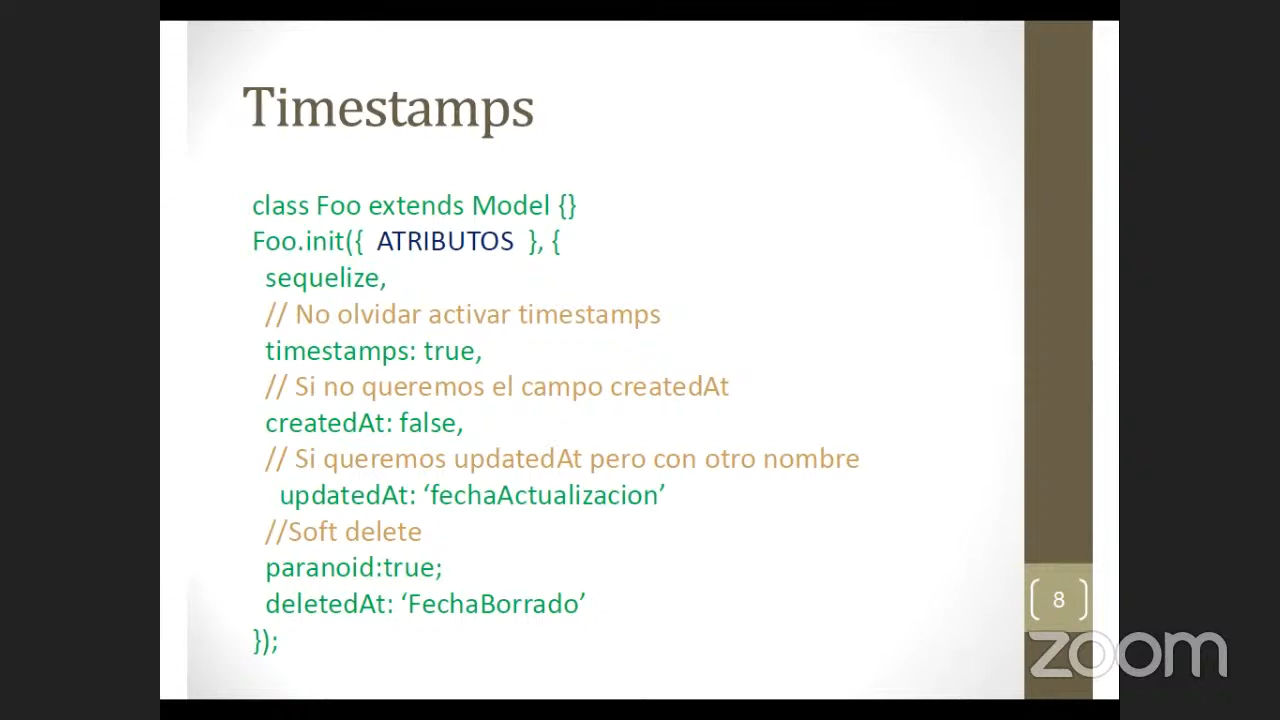 Timestamps
class Foo extends Model {}
Foo.init({ ATRIBUTOS }, {
sequelize,
// No olvidar activar timestamps
timestamps: true,
// Si no queremos el campo createdAt
createdAt: false,
// Si queremos updatedAt pero con otro nombre
updatedAt: ‘fechaActualizacion’
//Soft delete
paranoid:true;
deletedAt: ‘FechaBorrado’
});
8
zoom